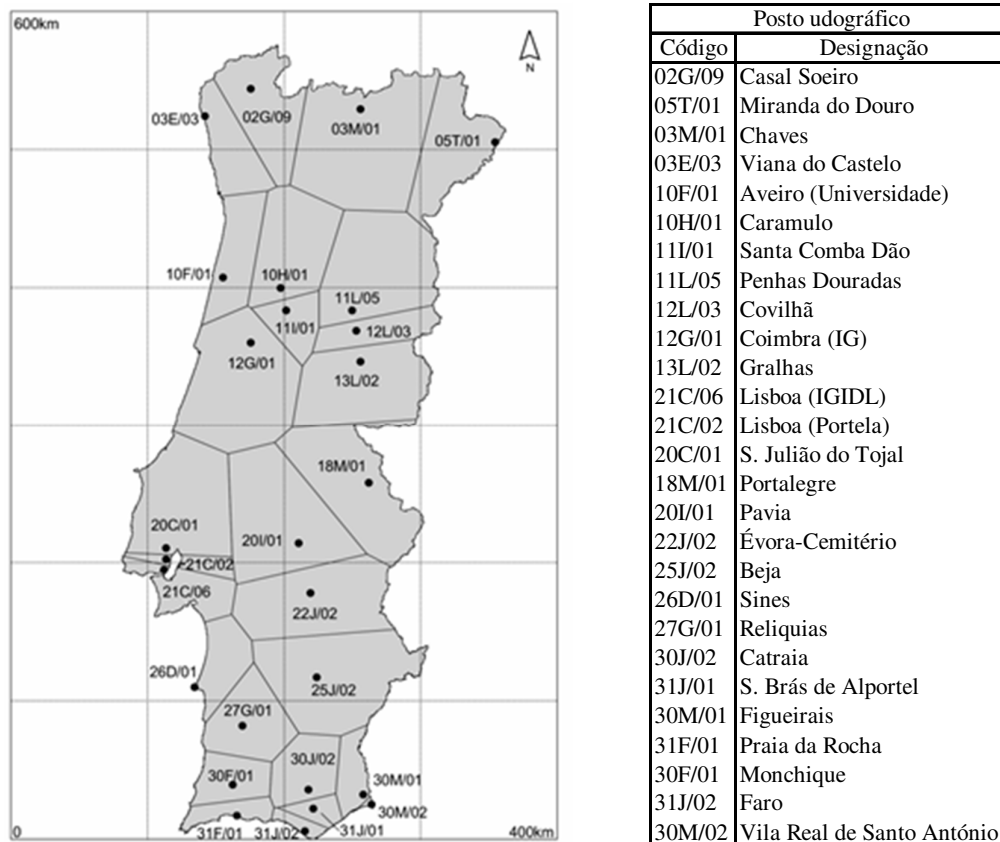 600km
N
02G/09
03E/03
03M/01
05T/01
10F/01
10H/01
11L/05
11I/01
12L/03
12G/01
13L/02
18M/01
20C/01
20I/01
21C/02
21C/06
22J/02
26D/01
25J/02
27G/01
30J/02
30F/01
30M/01
30M/02
31F/01
31J/02
31J/01
0
400km
Posto udográfico
Código Designação
02G/09 Casal Soeiro
05T/01 Miranda do Douro
03M/01 Chaves
03E/03 Viana do Castelo
10F/01 Aveiro (Universidade)
10H/01 Caramulo
11I/01 Santa Comba Dão
11L/05 Penhas Douradas
12L/03 Covilhã
12G/01 Coimbra (IG)
13L/02 Gralhas
21C/06 Lisboa (IGIDL)
21C/02 Lisboa (Portela)
20C/01 S. Julião do Tojal
18M/01 Portalegre
20I/01 Pavia
22J/02 Évora-Cemitério
25J/02 Beja
26D/01 Sines
27G/01 Reliquias
30J/02 Catraia
31J/01 S. Brás de Alportel
30M/01 Figueirais
31F/01 Praia da Rocha
30F/01 Monchique
31J/02 Faro
30M/02 Vila Real de Santo António